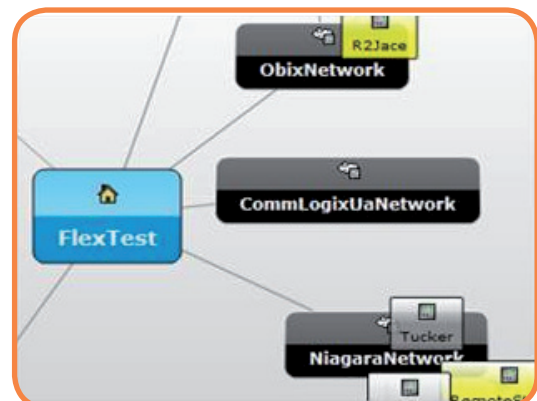 R2Jace
ObixNetwork
CommLogixUaNetwork
FlexTest
Tucker
NiagaraNetwork